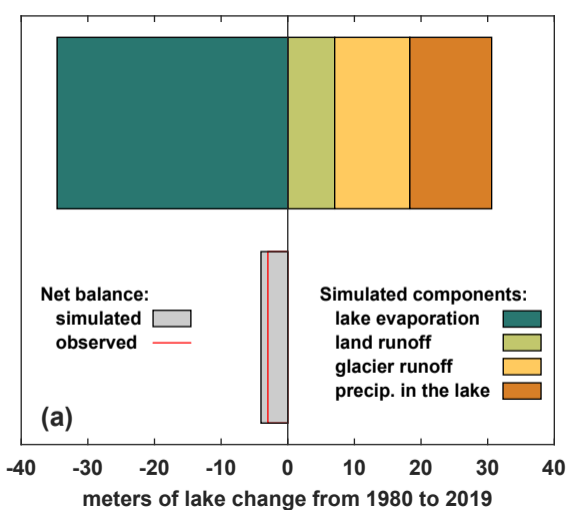 Net balance:
simulated
observed
Simulated components:
lake evaporation
land runoff
glacier runoff
precip. in the lake
(a)
-40 -30 -20 -10 0 10 20 30 40
meters of lake change from 1980 to 2019